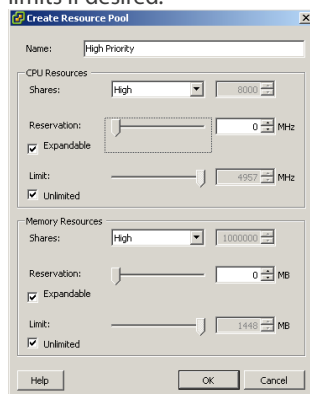 limits if desired.
Create Resource Pool
Name: High Priority
CPU Resources
Shares: High 8000
Reservation: 0 MHz
Expandable
Limit: 4957 MHz
Unlimited
Memory Resources
Shares: High 1000000
Reservation: 0 MB
Expandable
Limit: 1448 MB
Unlimited
Help OK Cancel